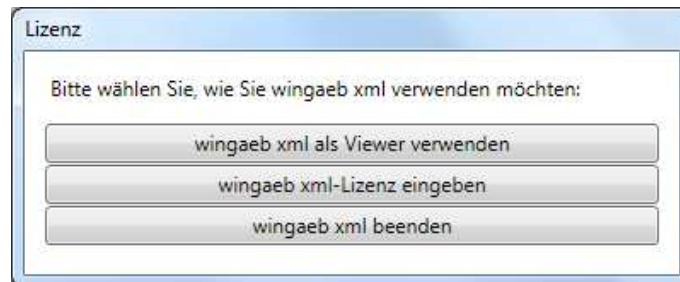 Lizenz
Bitte wählen Sie, wie Sie wingaeb xml verwenden möchten:
wingaeb xml als Viewer verwenden
wingaeb xml-Lizenz eingeben
wingaeb xml beenden